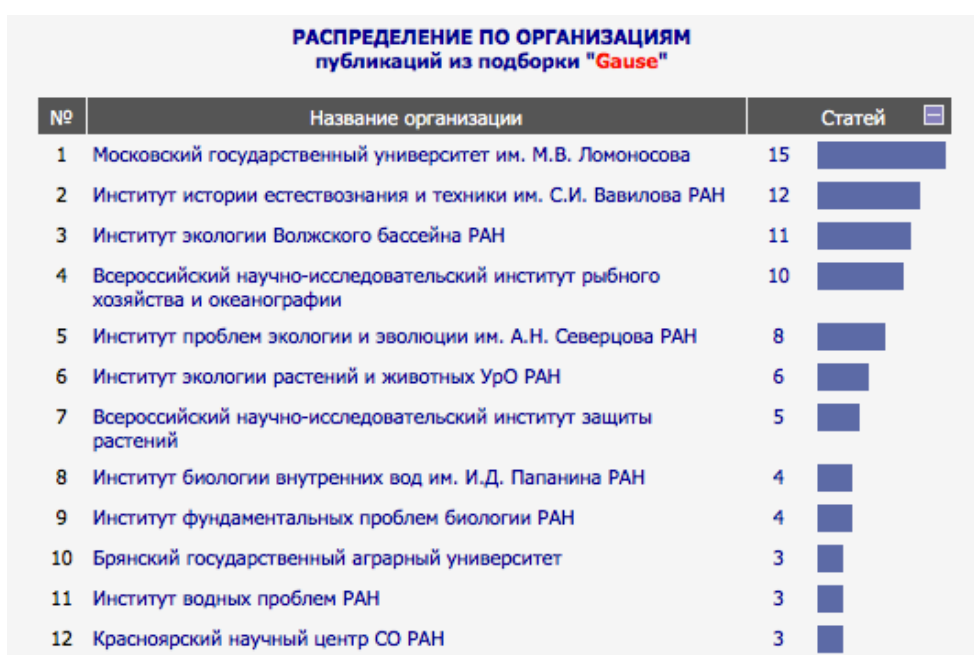 РАСПРЕДЕЛЕНИЕ ПО ОРГАНИЗАЦИЯМ
публикаций из подборки "Gause"
№ Название организации Статей
1 Московский государственный университет им. М.В. Ломоносова 15
2 Институт истории естествознания и техники им. С.И. Вавилова РАН 12
3 Институт экологии Волжского бассейна РАН 11
4 Всероссийский научно-исследовательский институт рыбного 10
хозяйства и океанографии
5 Институт проблем экологии и эволюции им. А.Н. Северцова РАН 8
6 Институт экологии растений и животных УрО РАН 6
7 Всероссийский научно-исследовательский институт защиты 5
растений
8 Институт биологии внутренних вод им. И.Д. Папанина РАН 4
9 Институт фундаментальных проблем биологии РАН 4
10 Брянский государственный аграрный университет 3
11 Институт водных проблем РАН 3
12 Красноярский научный центр СО РАН 3